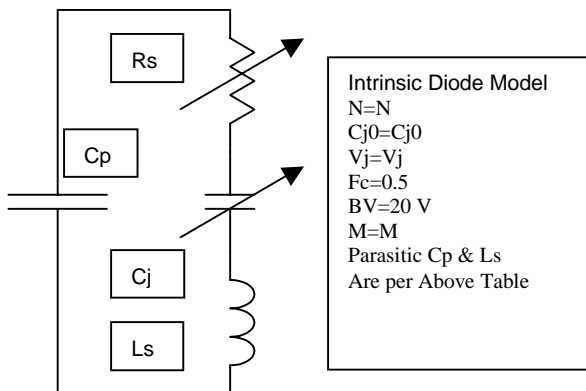 Rs
Cp
Cj
Ls
Intrinsic Diode Model
N=N
Cj0=Cj0
Vj=Vj
Fc=0.5
BV=20 V
M=M
Parasitic Cp & Ls
Are per Above Table